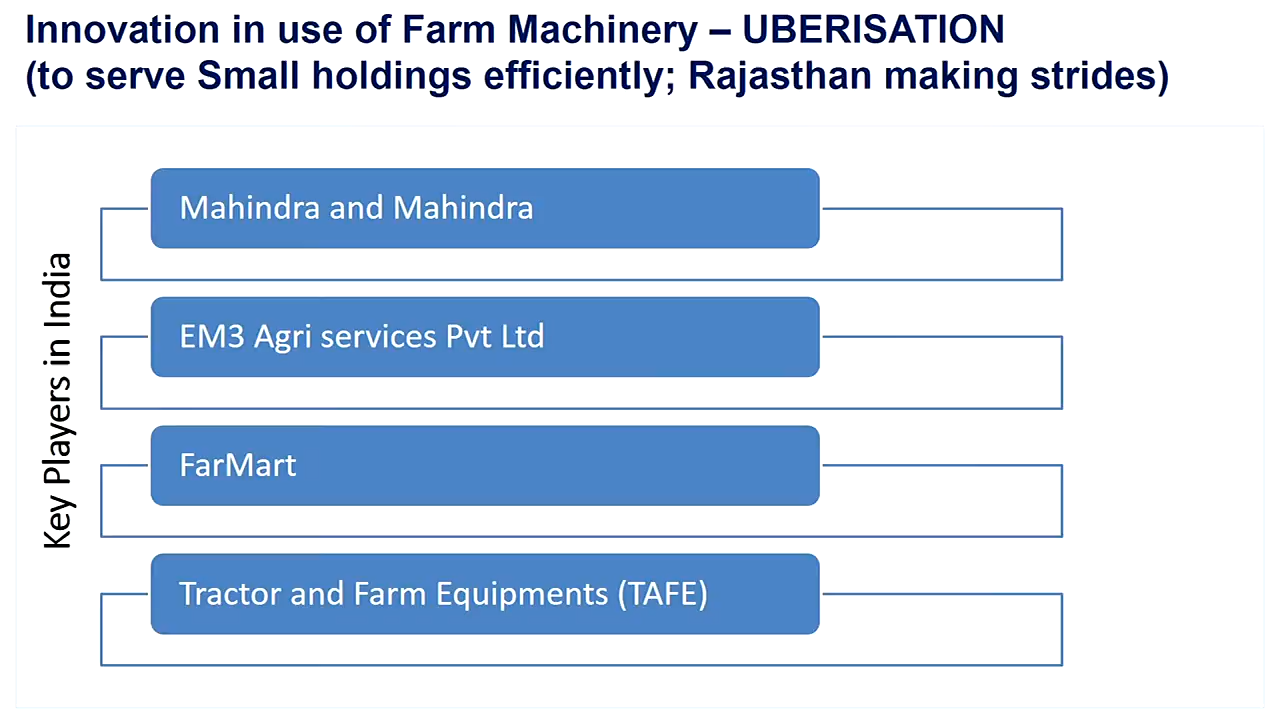 Innovation in use of Farm Machinery – UBERISATION
(to serve Small holdings efficiently; Rajasthan making strides)
Key Players in India
Mahindra and Mahindra
EM3 Agri services Pvt Ltd
FarMart
Tractor and Farm Equipments (TAFE)